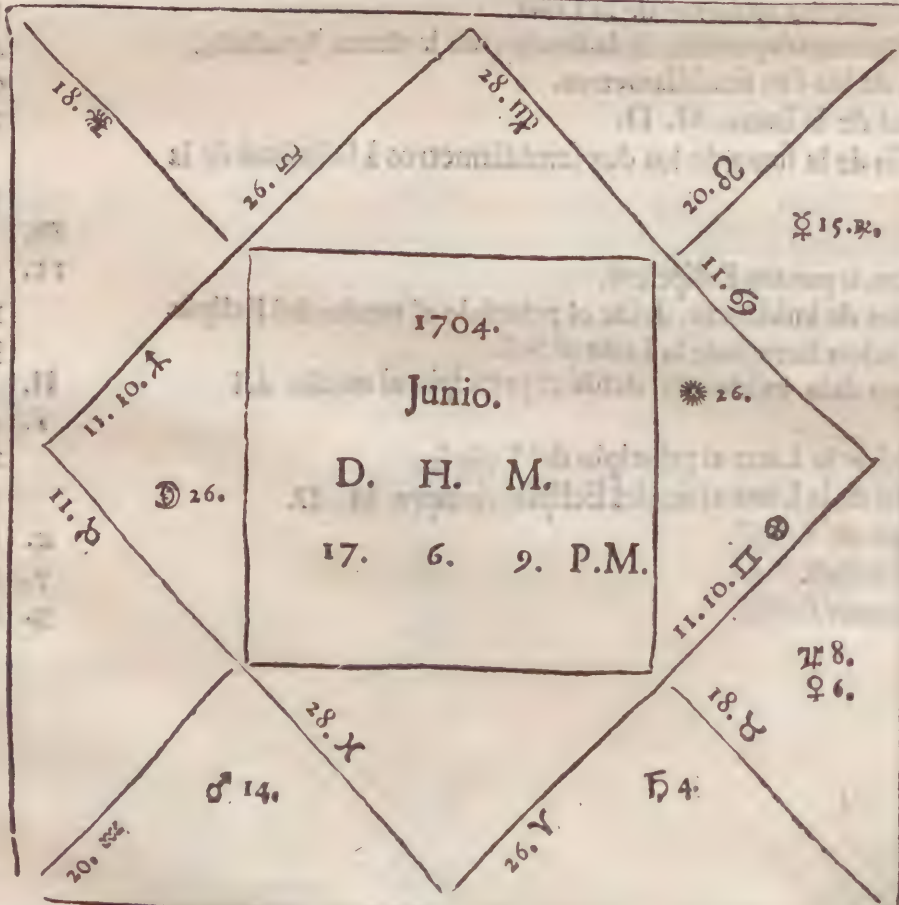 18. ♏
28. ♍
20. ♌
26. ♎
☿ 15. ℞.
11. ♋
1704.
Junio.
11. 10. ♐
☉ 26.
D. H. M.
☽ 26.
11. ♑
17. 6. 9. P.M.
11. 10. ♊ ⊗
♃ 8.
♀ 6.
28. ♓
18. ♉
♂ 14.
♄ 4.
20. ♒
26. ♈